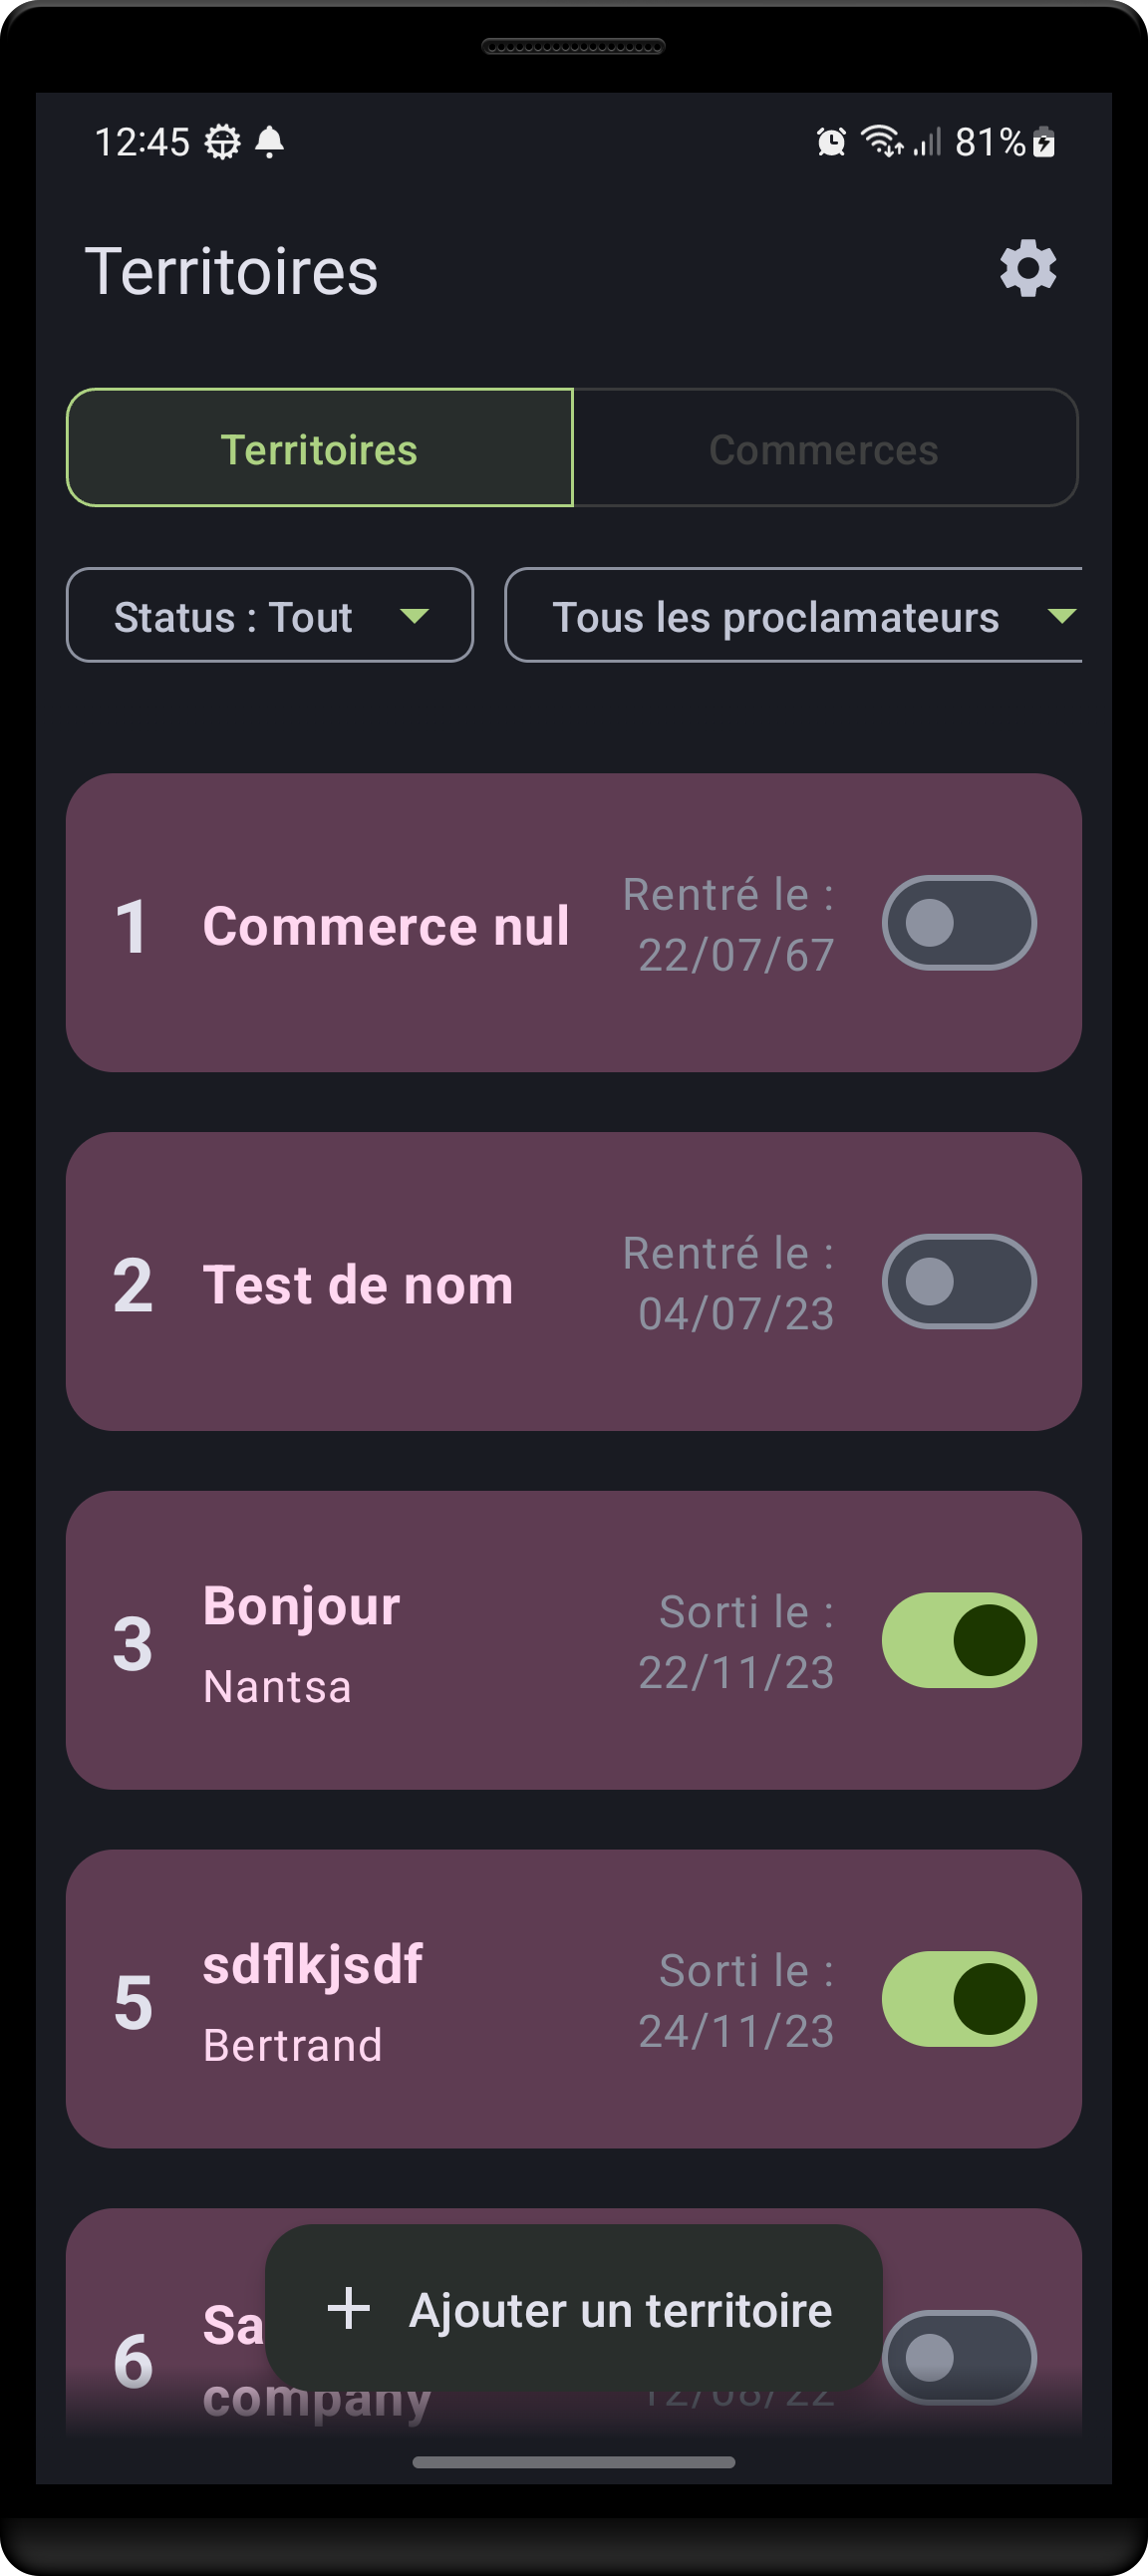 12:45 81%
Territoires
Territoires Commerces
Status : Tout Tous les proclamateurs
1 Commerce nul Rentré le :
22/07/67
2 Test de nom Rentré le :
04/07/23
3 Bonjour Sorti le :
Nantsa 22/11/23
5 sdflkjsdf Sorti le :
Bertrand 24/11/23
6
Ajouter un territoire
company